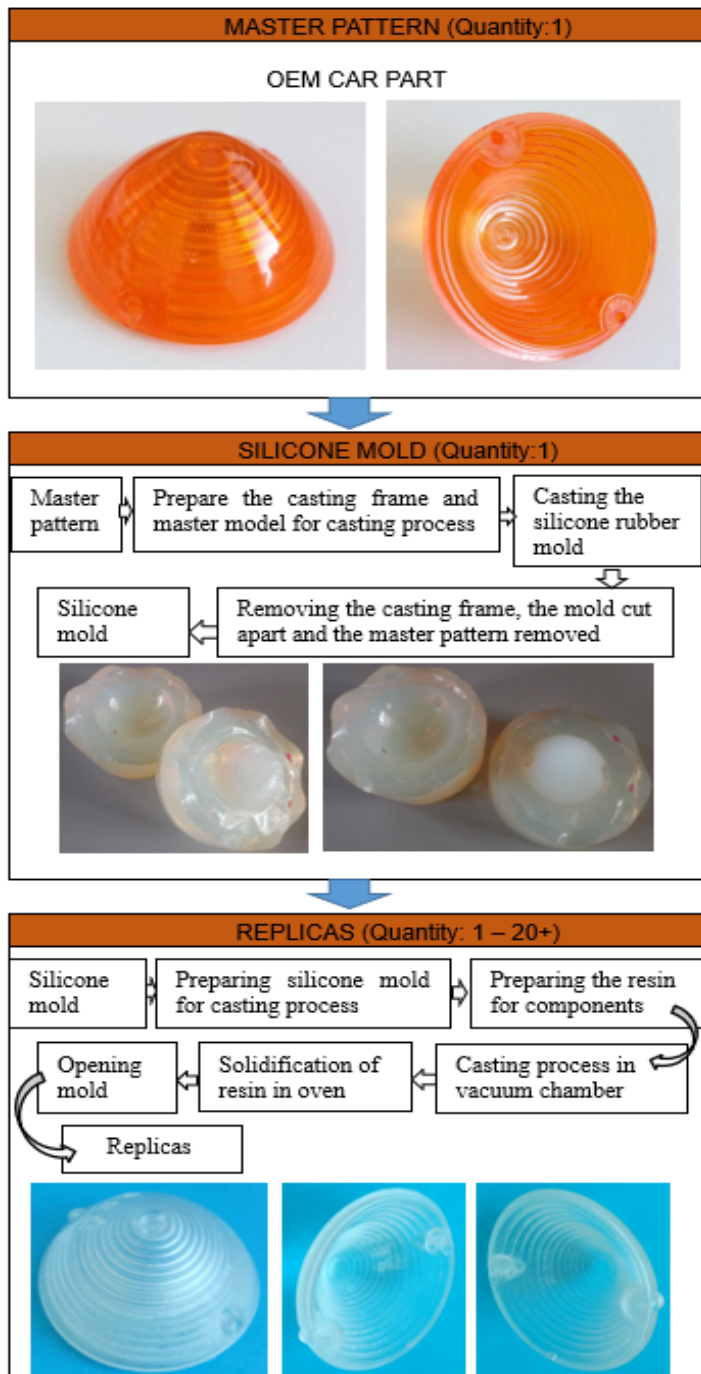 MASTER PATTERN (Quantity:1)
OEM CAR PART
SILICONE MOLD (Quantity:1)
Master
pattern
Prepare the casting frame and
master model for casting process
Casting the
silicone rubber
mold
Removing the casting frame, the mold cut
apart and the master pattern removed
Silicone
mold
REPLICAS (Quantity: 1 – 20+)
Silicone
mold
Preparing silicone mold
for casting process
Preparing the resin
for components
Casting process in
vacuum chamber
Solidification of
resin in oven
Opening
mold
Replicas